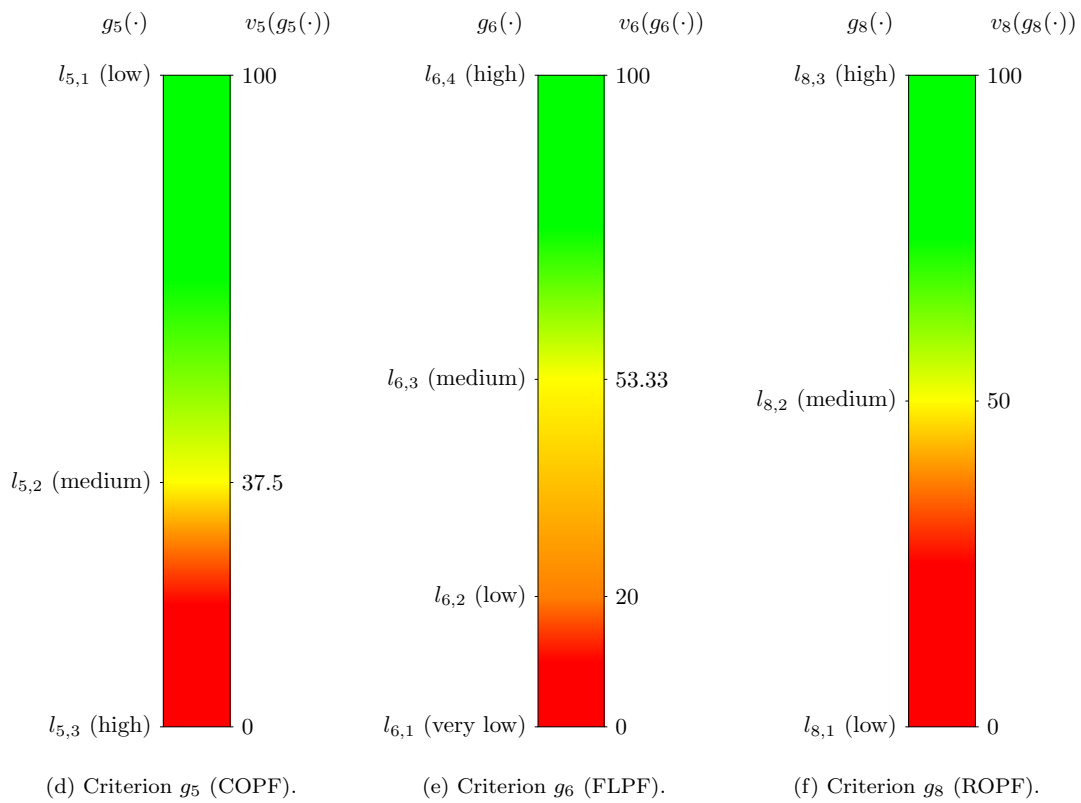 g₅(·) v₅(g₅(·))
l₅,₁ (low) 100
l₅,₂ (medium) 37.5
l₅,₃ (high) 0
(d) Criterion g₅ (COPF).
g₆(·) v₆(g₆(·))
l₆,₄ (high) 100
l₆,₃ (medium) 53.33
l₆,₂ (low) 20
l₆,₁ (very low) 0
(e) Criterion g₆ (FLPF).
g₈(·) v₈(g₈(·))
l₈,₃ (high) 100
l₈,₂ (medium) 50
l₈,₁ (low) 0
(f) Criterion g₈ (ROPF).